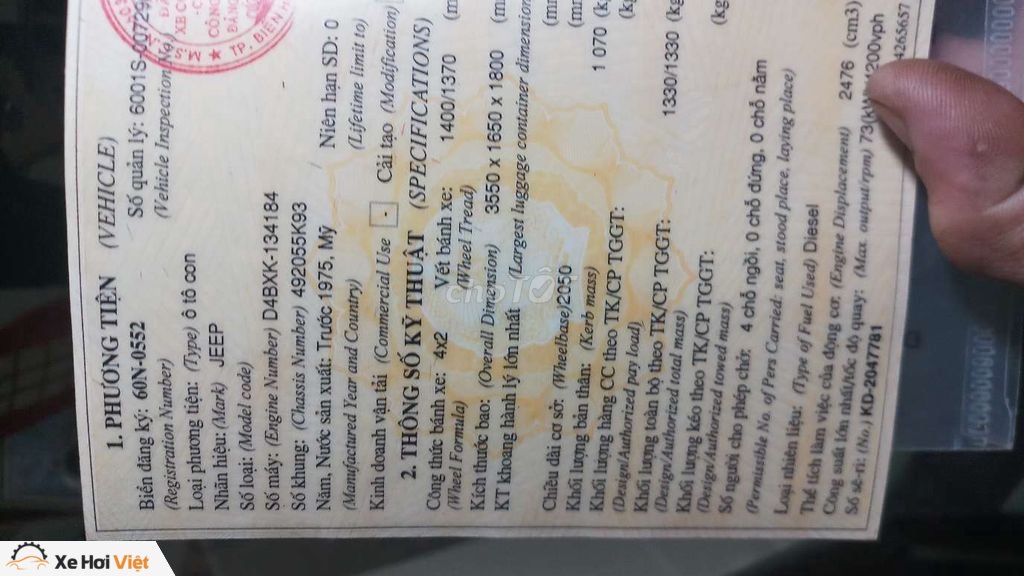 1. PHƯƠNG TIỆN (VEHICLE)
Biển đăng ký: 60N-0552 Số quản lý: 6001S-00729
(Registration Number) (Vehicle Inspection No.)
Loại phương tiện: (Type) ô tô con
Nhãn hiệu: (Mark) JEEP
Số loại: (Model code)
Số máy: (Engine Number) D4BXK-134184
Số khung: (Chassis Number) 492055K93
Năm, Nước sản xuất: Trước 1975, Mỹ Niên hạn SD: 0
(Manufactured Year and Country) (Lifetime limit to)
Kinh doanh vận tải (Commercial Use - Cải tạo (Modification)
2. THÔNG SỐ KỸ THUẬT (SPECIFICATIONS)
Công thức bánh xe: 4x2 Vết bánh xe: 1400/1370 (m
(Wheel Formula) (Wheel Tread)
Kích thước bao: (Overall Dimension) 3550 x 1650 x 1800 (m
KT khoang hành lý lớn nhất (Largest luggage container dimension
Chiều dài cơ sở: (Wheelbase)2050 (mm
Khối lượng bản thân: (Kerb mass) 1 070 (kg
Khối lượng hàng CC theo TK/CP TGGT: (kg
(Design/Authorized pay load)
Khối lượng toàn bộ theo TK/CP TGGT: 1330/1330 (kg
(Design/Authorized total mass)
Khối lượng kéo theo TK/CP TGGT: (kg
(Design/Authorized towed mass)
Số người cho phép chở: 4 chỗ ngồi, 0 chỗ đứng, 0 chỗ nằm
(Permissible No. of Pers Carried: seat, stood place, laying place)
Loại nhiên liệu: (Type of Fuel Used) Diesel
Thể tích làm việc của động cơ: (Engine Displacement) 2476 (cm3)
Công suất lớn nhất/tốc độ quay: (Max. output/rpm) 73(kW)/4200vph
Số sê-ri: (No.) KD-2047781
TP. BIÊN H
chợ TỐT
Xe Hơi Việt